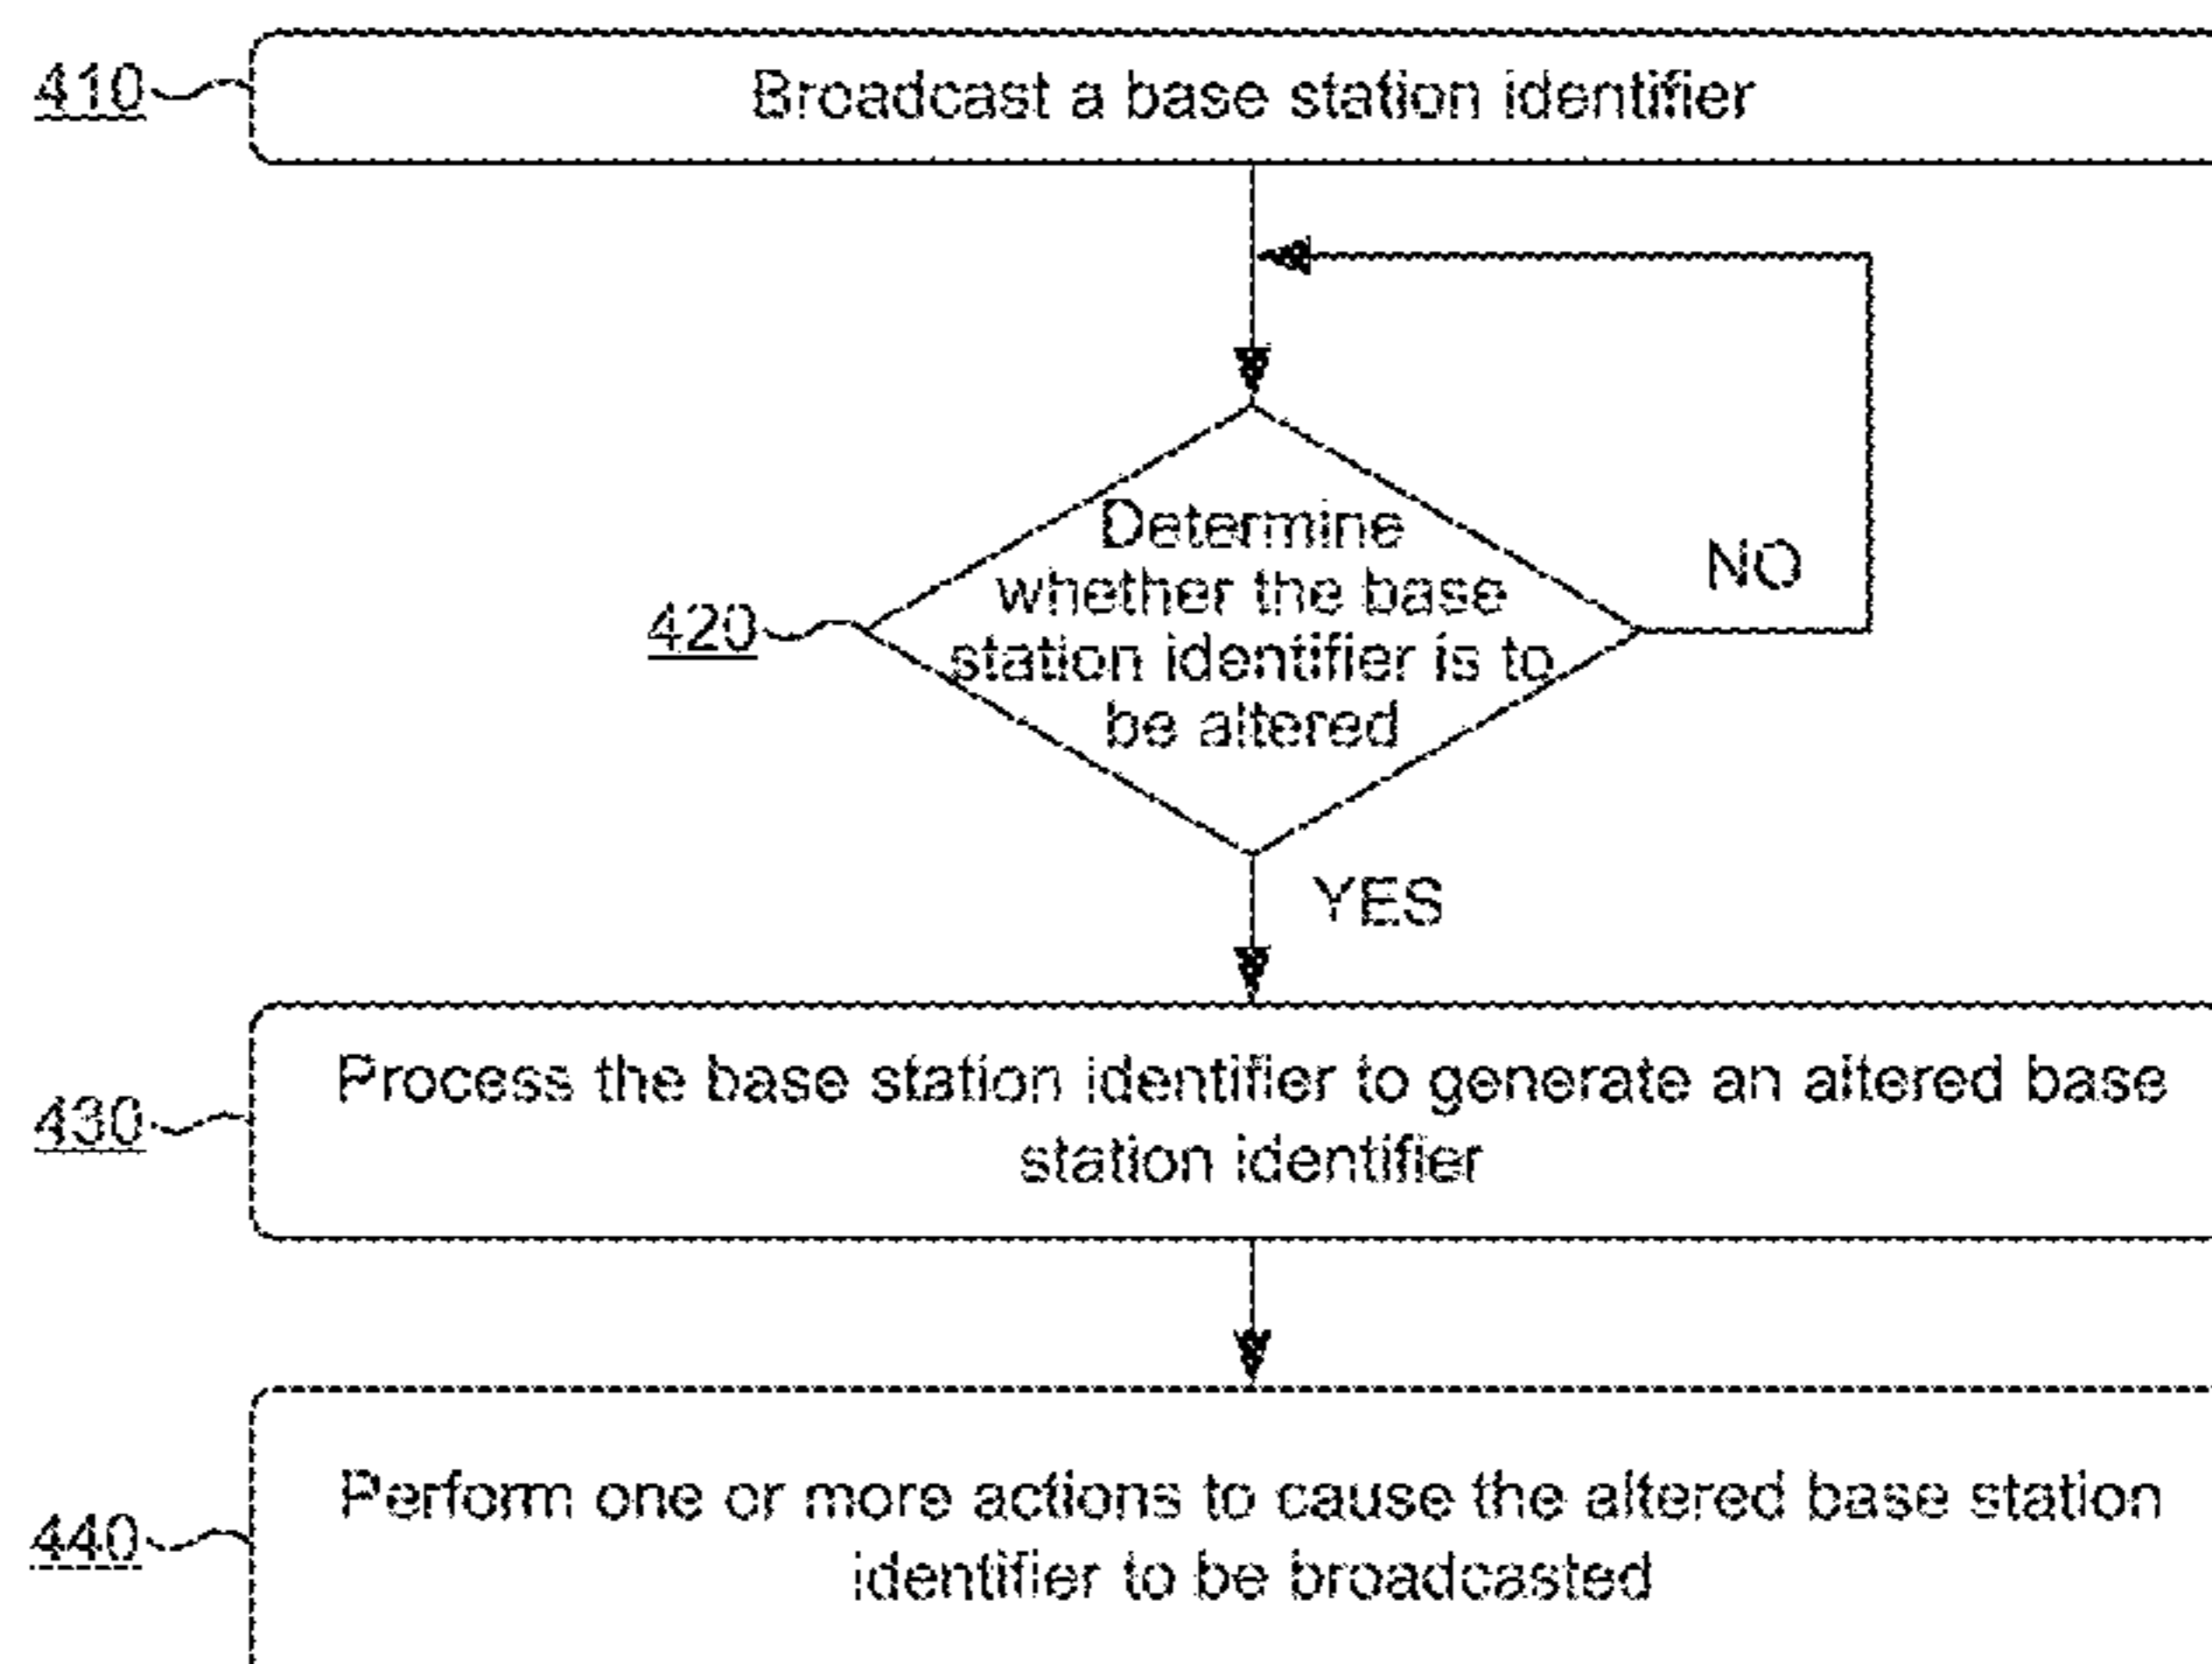 410
Broadcast a base station identifier
Determine
whether the base
station identifier is to
be altered
420
NO
YES
430
Process the base station identifier to generate an altered base
station identifier
440
Perform one or more actions to cause the altered base station
identifier to be broadcasted